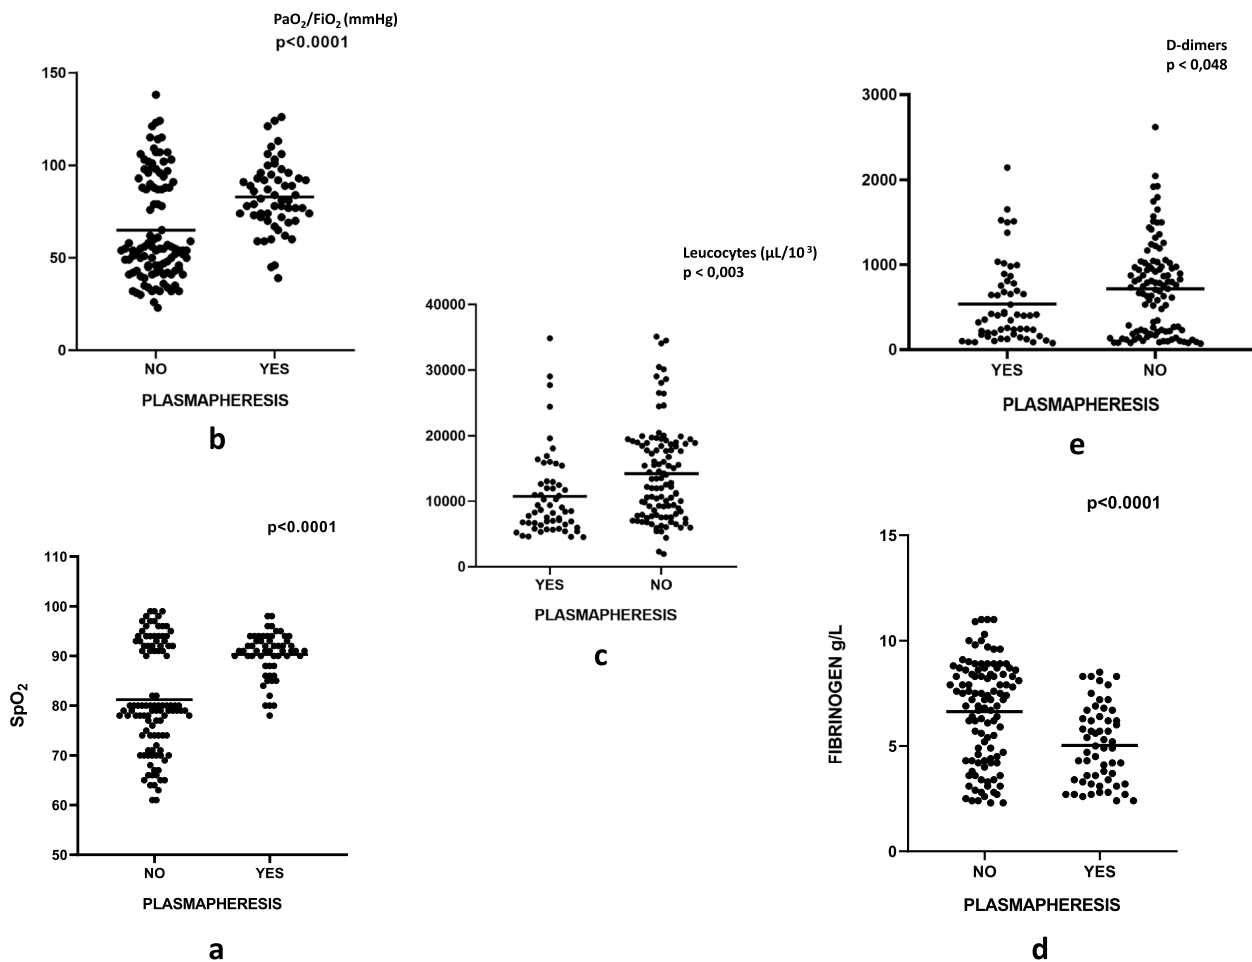 PaO₂/FiO₂ (mmHg)
p<0.0001
150
100
50
0
NO YES
PLASMAPHERESIS
b
p<0.0001
SpO₂
110
100
90
80
70
60
50
NO YES
PLASMAPHERESIS
a
Leucocytes (µL/10³)
p < 0,003
40000
30000
20000
10000
0
YES NO
PLASMAPHERESIS
c
D-dimers
p < 0,048
3000
2000
1000
0
YES NO
PLASMAPHERESIS
e
p<0.0001
FIBRINOGEN g/L
15
10
5
0
NO YES
PLASMAPHERESIS
d